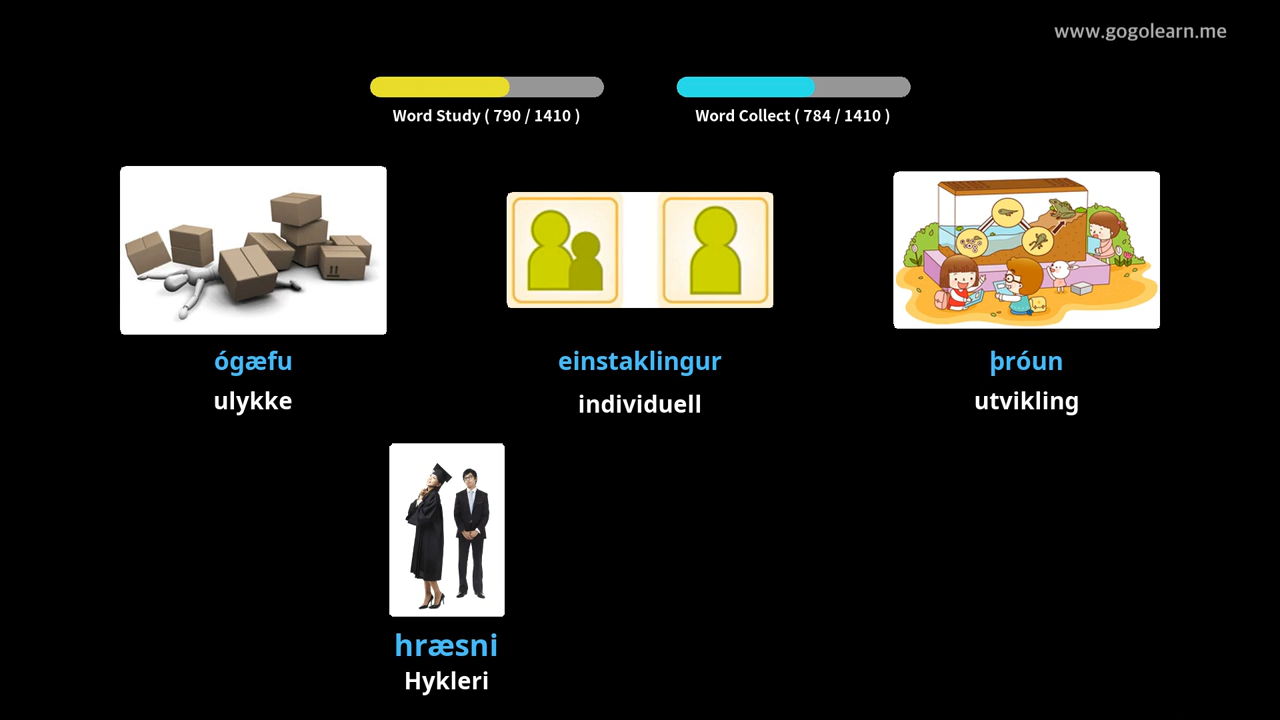 www.gogolearn.me
Word Study ( 790 / 1410 )
Word Collect ( 784 / 1410 )
ógæfu
ulykke
einstaklingur
individuell
þróun
utvikling
hræsni
Hykleri